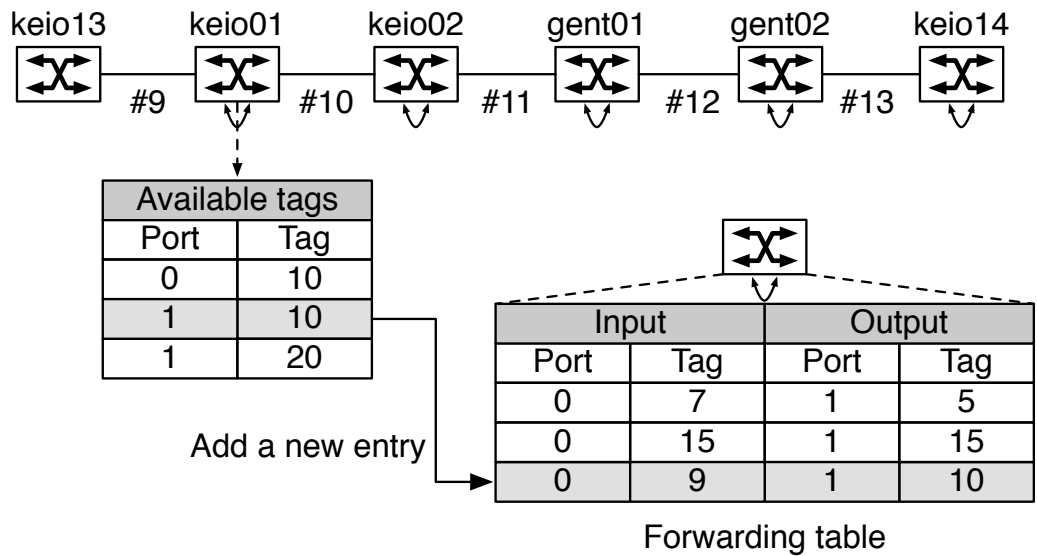 keio13 keio01 keio02 gent01 gent02 keio14
#9 #10 #11 #12 #13
Available tags
Port Tag
0 10
1 10
1 20
Add a new entry
Input Output
Port Tag Port Tag
0 7 1 5
0 15 1 15
0 9 1 10
Forwarding table